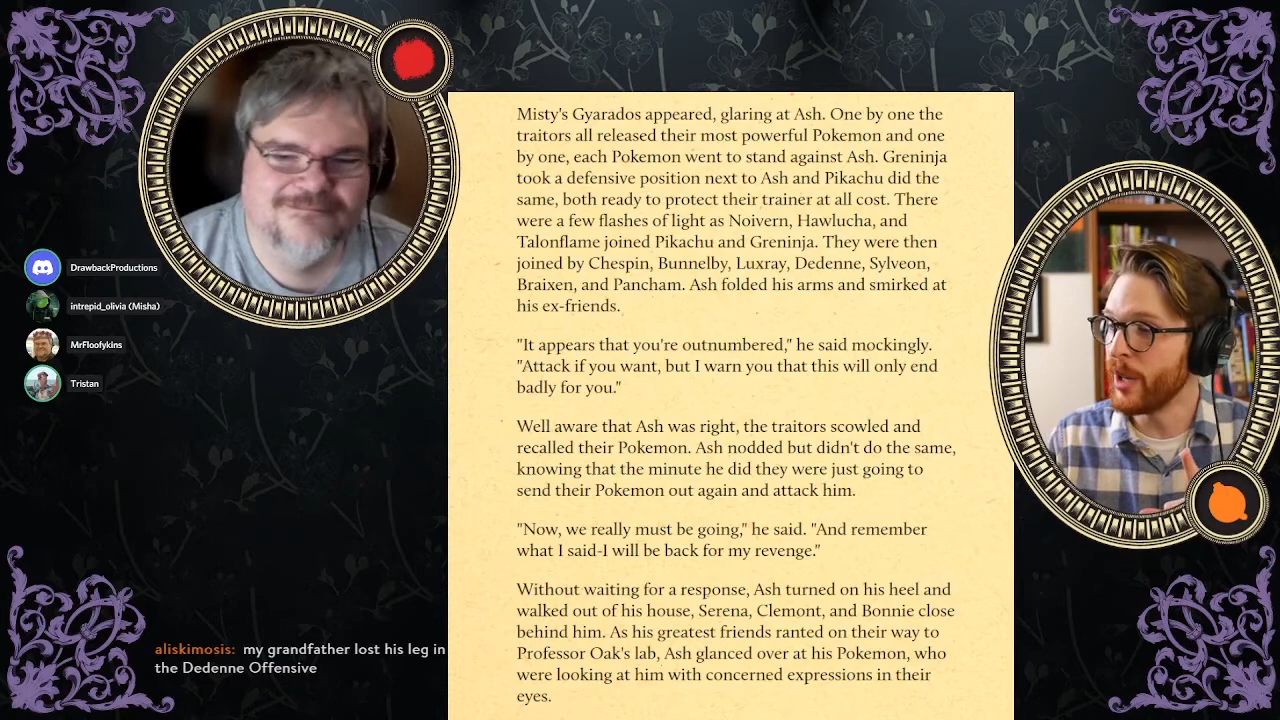 Misty's Gyarados appeared, glaring at Ash. One by one the
traitors all released their most powerful Pokemon and one
by one, each Pokemon went to stand against Ash. Greninja
took a defensive position next to Ash and Pikachu did the
same, both ready to protect their trainer at all cost. There
were a few flashes of light as Noivern, Hawlucha, and
Talonflame joined Pikachu and Greninja. They were then
joined by Chespin, Bunnelby, Luxray, Dedenne, Sylveon,
Braixen, and Pancham. Ash folded his arms and smirked at
his ex-friends.
"It appears that you're outnumbered," he said mockingly.
"Attack if you want, but I warn you that this will only end
badly for you."
Well aware that Ash was right, the traitors scowled and
recalled their Pokemon. Ash nodded but didn't do the same,
knowing that the minute he did they were just going to
send their Pokemon out again and attack him.
"Now, we really must be going," he said. "And remember
what I said-I will be back for my revenge."
Without waiting for a response, Ash turned on his heel and
walked out of his house, Serena, Clemont, and Bonnie close
behind him. As his greatest friends ranted on their way to
Professor Oak's lab, Ash glanced over at his Pokemon, who
were looking at him with concerned expressions in their
eyes.
DrawbackProductions
intrepid_olivia (Misha)
MrFloofykins
Tristan
aliskimosis: my grandfather lost his leg in
the Dedenne Offensive